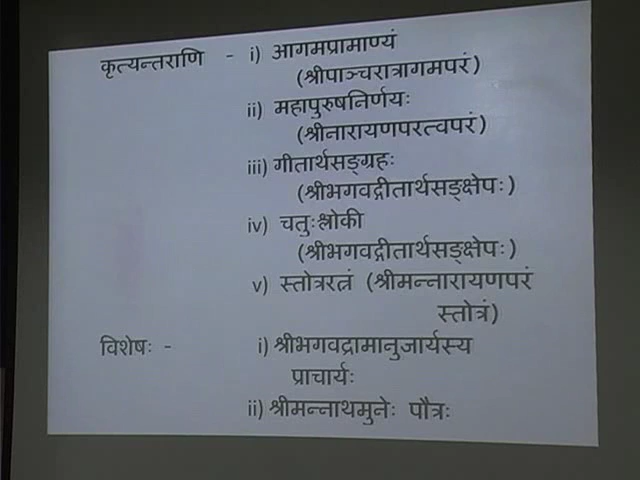 कृत्यन्तराणि - i) आगमप्रामाण्यं
(श्रीपाञ्चरात्रागमपरं)
ii) महापुरुषनिर्णयः
(श्रीनारायणपरत्वपरं)
iii) गीतार्थसङ्ग्रहः
(श्रीभगवद्गीतार्थसङ्क्षेपः)
iv) चतुःश्लोकी
(श्रीभगवद्गीतार्थसङ्क्षेपः)
v) स्तोत्ररत्नं (श्रीमन्नारायणपरं
स्तोत्रं)
विशेषः - i) श्रीभगवद्रामानुजार्यस्य
प्राचार्यः
ii) श्रीमन्नाथमुनेः पौत्रः